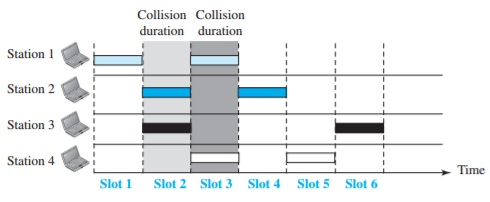 Collision Collision
duration duration
Station 1
Station 2
Station 3
Station 4
Time
Slot 1 Slot 2 Slot 3 Slot 4 Slot 5 Slot 6